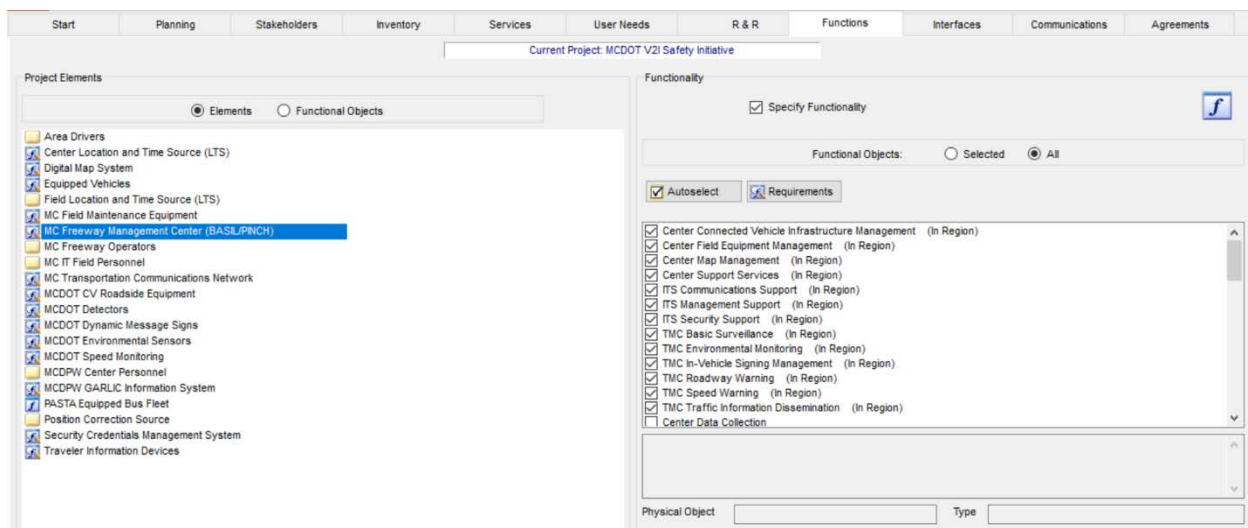 Start Planning Stakeholders Inventory Services User Needs R & R Functions Interfaces Communications Agreements
Current Project: MCDOT V2I Safety Initiative
Project Elements
Elements Functional Objects
Area Drivers
Center Location and Time Source (LTS)
Digital Map System
Equipped Vehicles
Field Location and Time Source (LTS)
MC Field Maintenance Equipment
MC Freeway Management Center (BASIL/PINCH)
MC Freeway Operators
MC IT Field Personnel
MC Transportation Communications Network
MCDOT CV Roadside Equipment
MCDOT Detectors
MCDOT Dynamic Message Signs
MCDOT Environmental Sensors
MCDOT Speed Monitoring
MCDPW Center Personnel
MCDPW GARLIC Information System
PASTA Equipped Bus Fleet
Position Correction Source
Security Credentials Management System
Traveler Information Devices
Functionality
Specify Functionality
f
Functional Objects: Selected All
Autoselect Requirements
Center Connected Vehicle Infrastructure Management (In Region)
Center Field Equipment Management (In Region)
Center Map Management (In Region)
Center Support Services (In Region)
ITS Communications Support (In Region)
ITS Management Support (In Region)
ITS Security Support (In Region)
TMC Basic Surveillance (In Region)
TMC Environmental Monitoring (In Region)
TMC In-Vehicle Signing Management (In Region)
TMC Roadway Warning (In Region)
TMC Speed Warning (In Region)
TMC Traffic Information Dissemination (In Region)
Center Data Collection
Physical Object Type